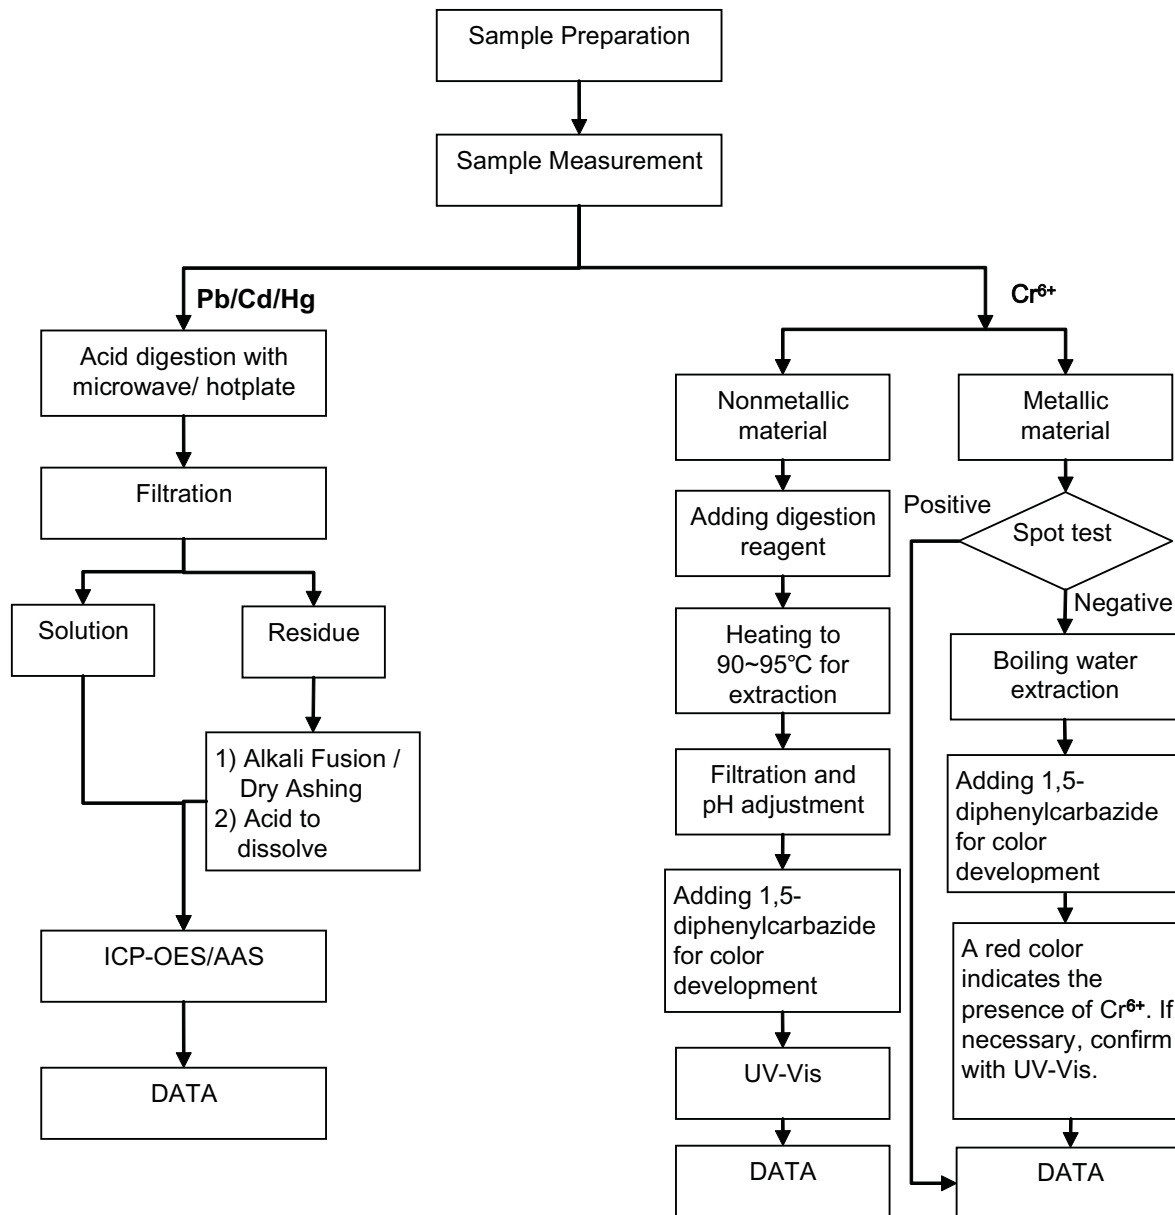 Sample Preparation
Sample Measurement
Pb/Cd/Hg
Acid digestion with
microwave/ hotplate
Filtration
Solution
Residue
1) Alkali Fusion /
Dry Ashing
2) Acid to
dissolve
ICP-OES/AAS
DATA
Cr⁶⁺
Nonmetallic
material
Adding digestion
reagent
Heating to
90~95℃ for
extraction
Filtration and
pH adjustment
Adding 1,5-
diphenylcarbazide
for color
development
UV-Vis
DATA
Metallic
material
Spot test
Positive
Negative
Boiling water
extraction
Adding 1,5-
diphenylcarbazide
for color
development
A red color
indicates the
presence of Cr⁶⁺. If
necessary, confirm
with UV-Vis.
DATA